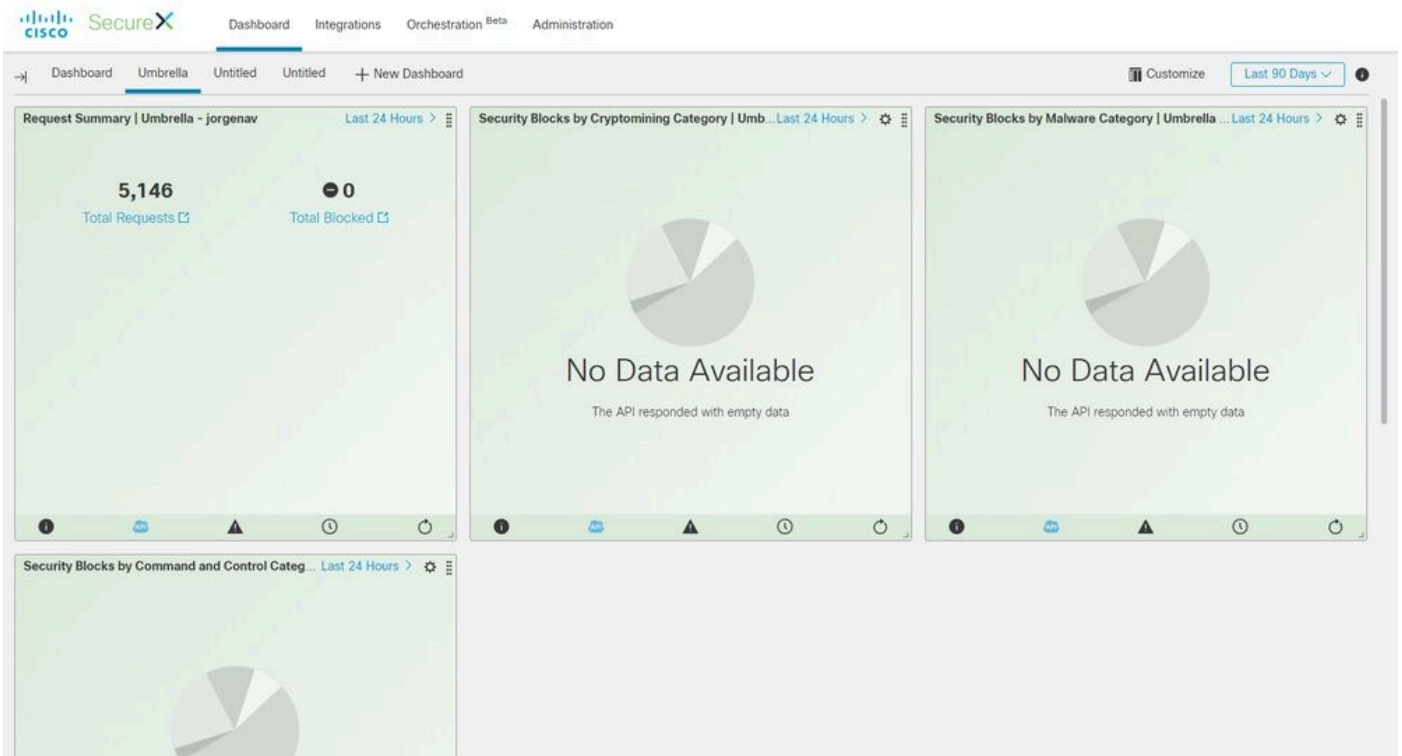 CISCO SecureX Dashboard Integrations Orchestration Beta Administration
Dashboard Umbrella Untitled Untitled + New Dashboard Customize Last 90 Days
Request Summary | Umbrella - jorgenav Last 24 Hours >
5,146
Total Requests
0
Total Blocked
Security Blocks by Cryptomining Category | Umb... Last 24 Hours >
No Data Available
The API responded with empty data
Security Blocks by Malware Category | Umbrella ... Last 24 Hours >
No Data Available
The API responded with empty data
API
API
API
Security Blocks by Command and Control Categ... Last 24 Hours >